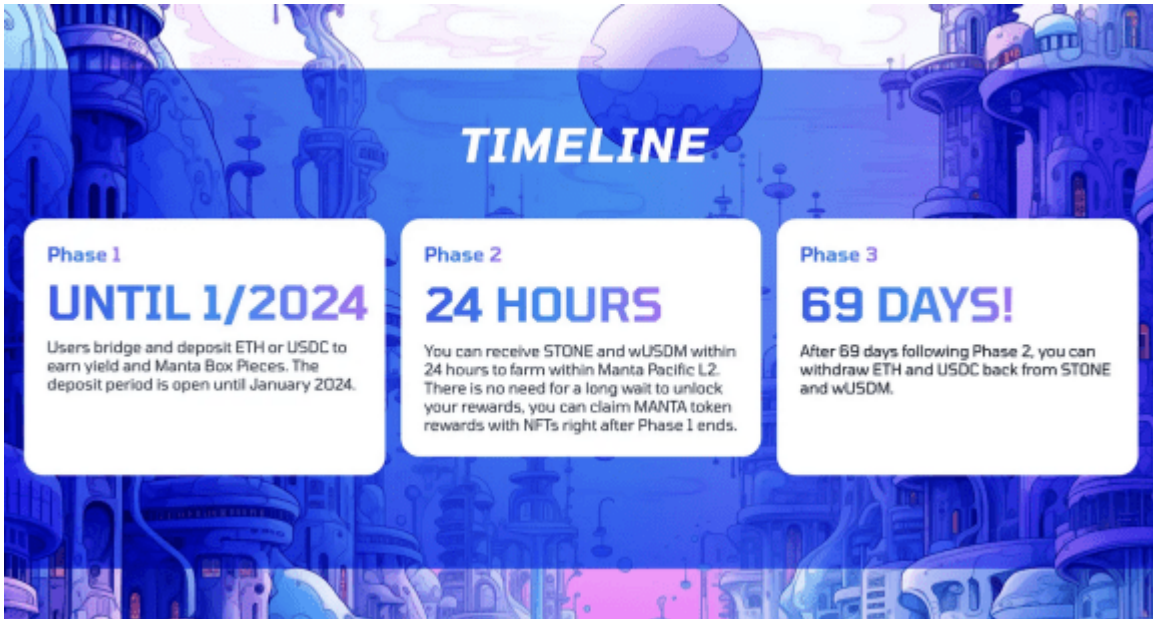 TIMELINE
Phase 1
UNTIL 1/2024
Users bridge and deposit ETH or USDC to
earn yield and Manta Box Pieces. The
deposit period is open until January 2024.
Phase 2
24 HOURS
You can receive STONE and wUSDM within
24 hours to farm within Manta Pacific L2.
There is no need for a long wait to unlock
your rewards, you can claim MANTA token
rewards with NFTs right after Phase 1 ends.
Phase 3
69 DAYS!
After 69 days following Phase 2, you can
withdraw ETH and USDC back from STONE
and wUSDM.